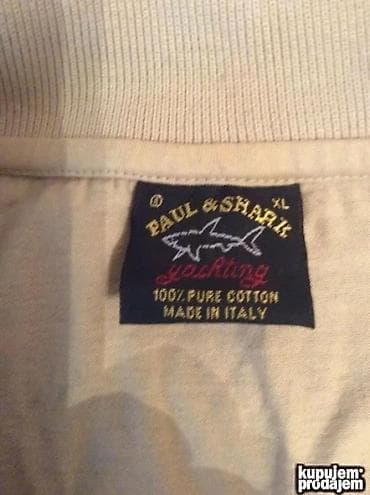 ® XL
PAUL & SHARK
yachting
100% PURE COTTON
MADE IN ITALY
kupujem·
prodajem